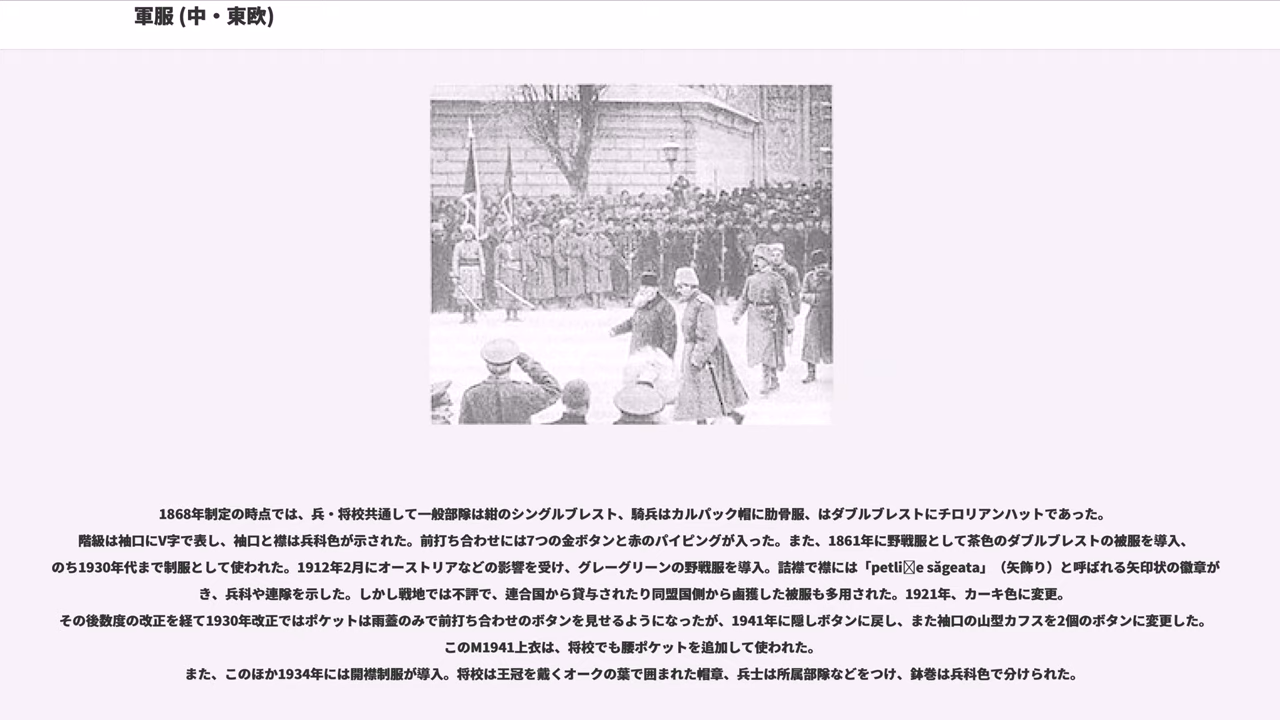 軍服 (中・東欧)
1868年制定の時点では、兵・将校共通して一般部隊は紺のシングルブレスト、騎兵はカルパック帽に肋骨服、はダブルブレストにチロリアンハットであった。
階級は袖口にV字で表し、袖口と襟は兵科色が示された。前打ち合わせには7つの金ボタンと赤のパイピングが入った。また、1861年に野戦服として茶色のダブルブレストの被服を導入、
のち1930年代まで制服として使われた。1912年2月にオーストリアなどの影響を受け、グレーグリーンの野戦服を導入。詰襟で襟には「petli□e săgeata」（矢飾り）と呼ばれる矢印状の徽章が
き、兵科や連隊を示した。しかし戦地では不評で、連合国から貸与されたり同盟国側から鹵獲した被服も多用された。1921年、カーキ色に変更。
その後数度の改正を経て1930年改正ではポケットは雨蓋のみで前打ち合わせのボタンを見せるようになったが、1941年に隠しボタンに戻し、また袖口の山型カフスを2個のボタンに変更した。
このM1941上衣は、将校でも腰ポケットを追加して使われた。
また、このほか1934年には開襟制服が導入。将校は王冠を戴くオークの葉で囲まれた帽章、兵士は所属部隊などをつけ、鉢巻は兵科色で分けられた。